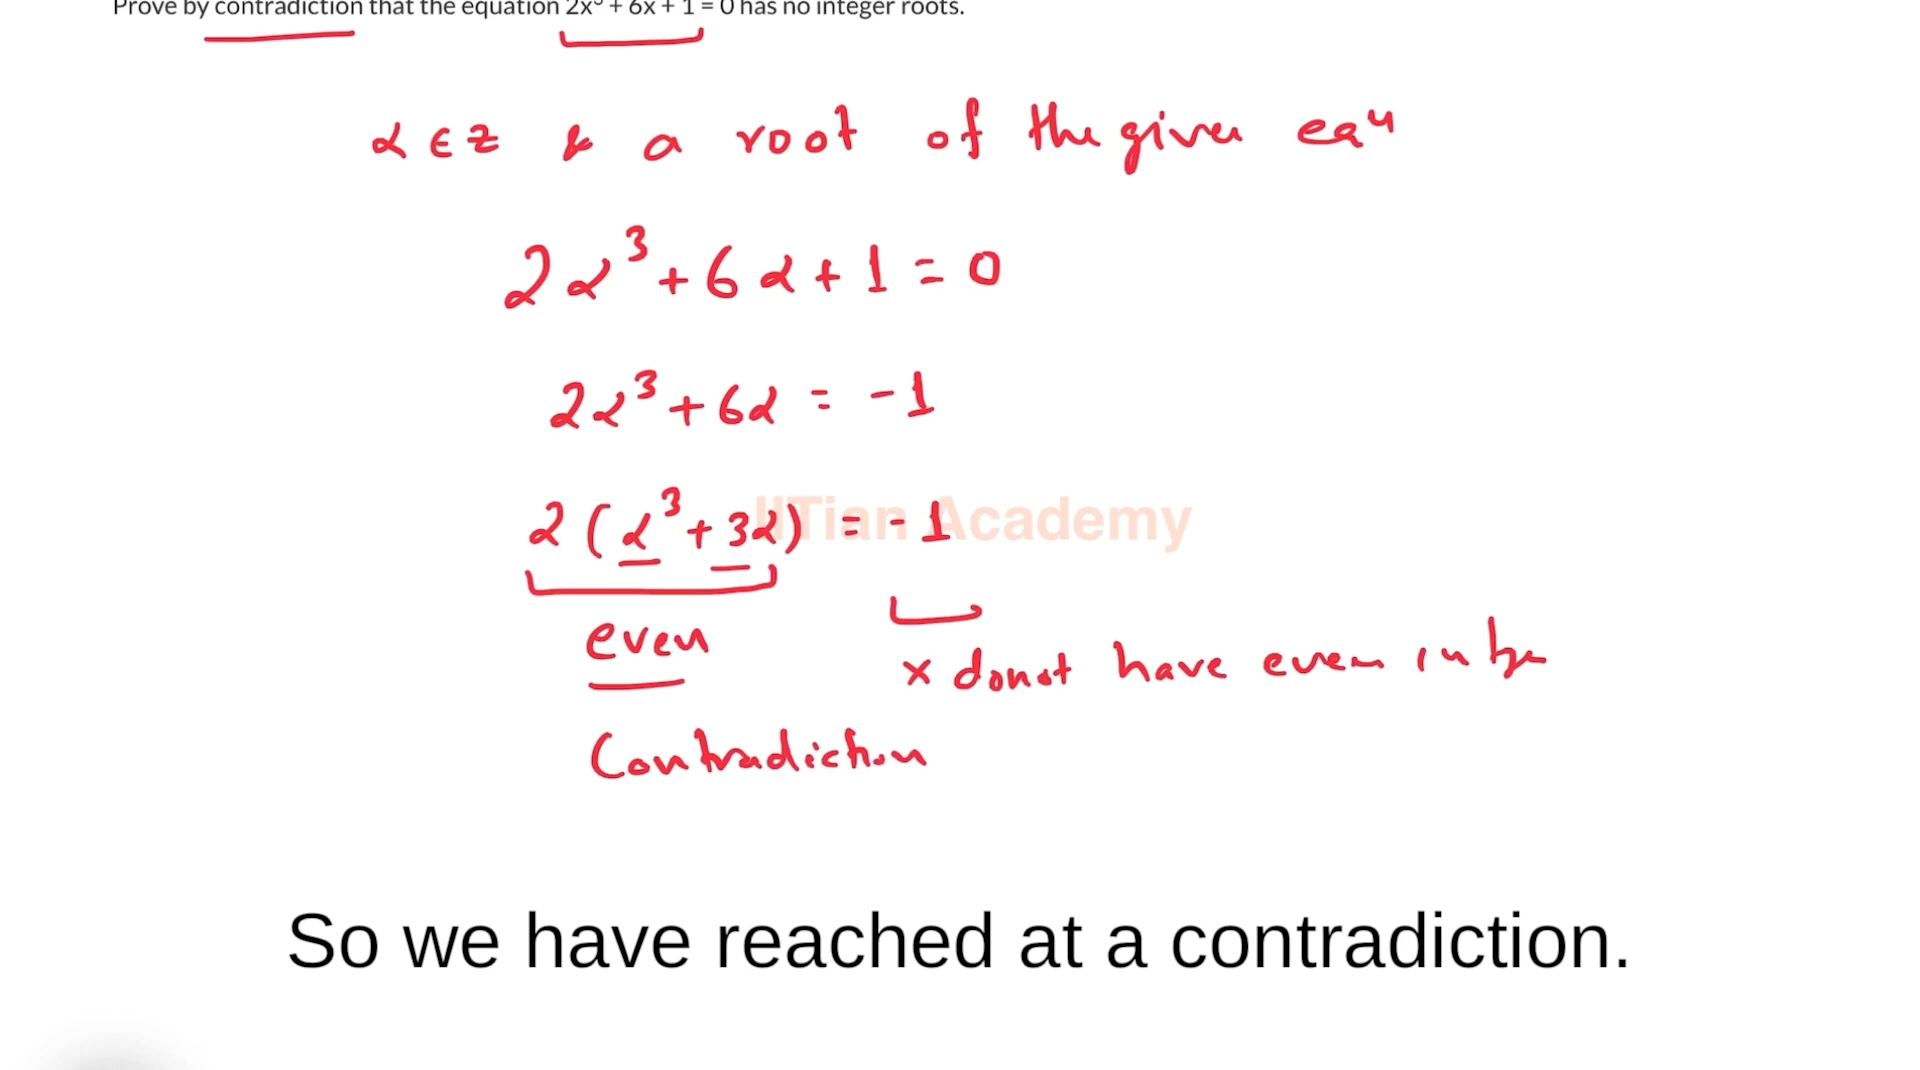 Prove by contradiction that the equation 2x³ + 6x + 1 = 0 has no integer roots.
α ∈ Z & a root of the given eqn
2α³ + 6α + 1 = 0
2α³ + 6α = -1
2 (α³ + 3α) = -1
IITian Academy
even
x donot have even
Contradiction
So we have reached at a contradiction.